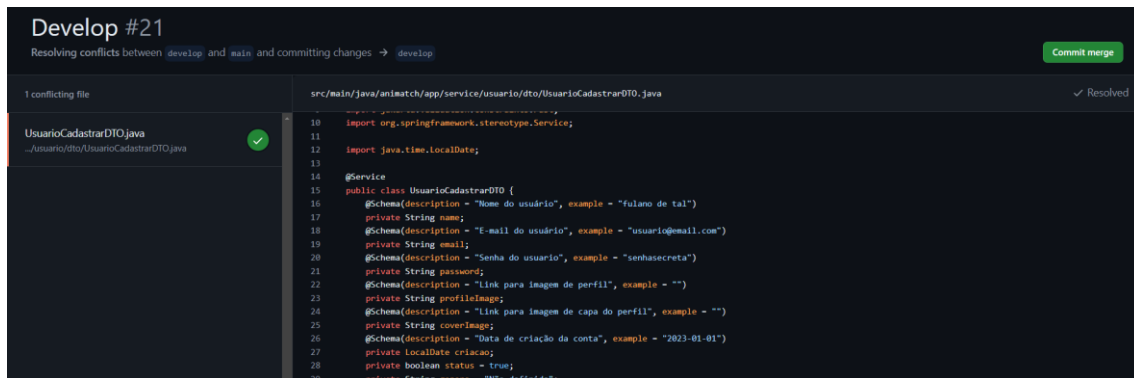 Develop #21
Resolving conflicts between develop and main and committing changes → develop
Commit merge
1 conflicting file
src/main/java/animatch/app/service/usuario/dto/UsuarioCadastrarDTO.java
✓ Resolved
UsuarioCadastrarDTO.java
.../usuario/dto/UsuarioCadastrarDTO.java
10 import org.springframework.stereotype.Service;
11
12 import java.time.LocalDate;
13
14 @Service
15 public class UsuarioCadastrarDTO {
16 @Schema(description = "Nome do usuário", example = "fulano de tal")
17 private String name;
18 @Schema(description = "E-mail do usuário", example = "usuario@email.com")
19 private String email;
20 @Schema(description = "Senha do usuario", example = "senhasecreta")
21 private String password;
22 @Schema(description = "Link para imagem de perfil", example = "")
23 private String profileImage;
24 @Schema(description = "Link para imagem de capa do perfil", example = "")
25 private String coverImage;
26 @Schema(description = "Data de criação da conta", example = "2023-01-01")
27 private LocalDate criacao;
28 private boolean status = true;